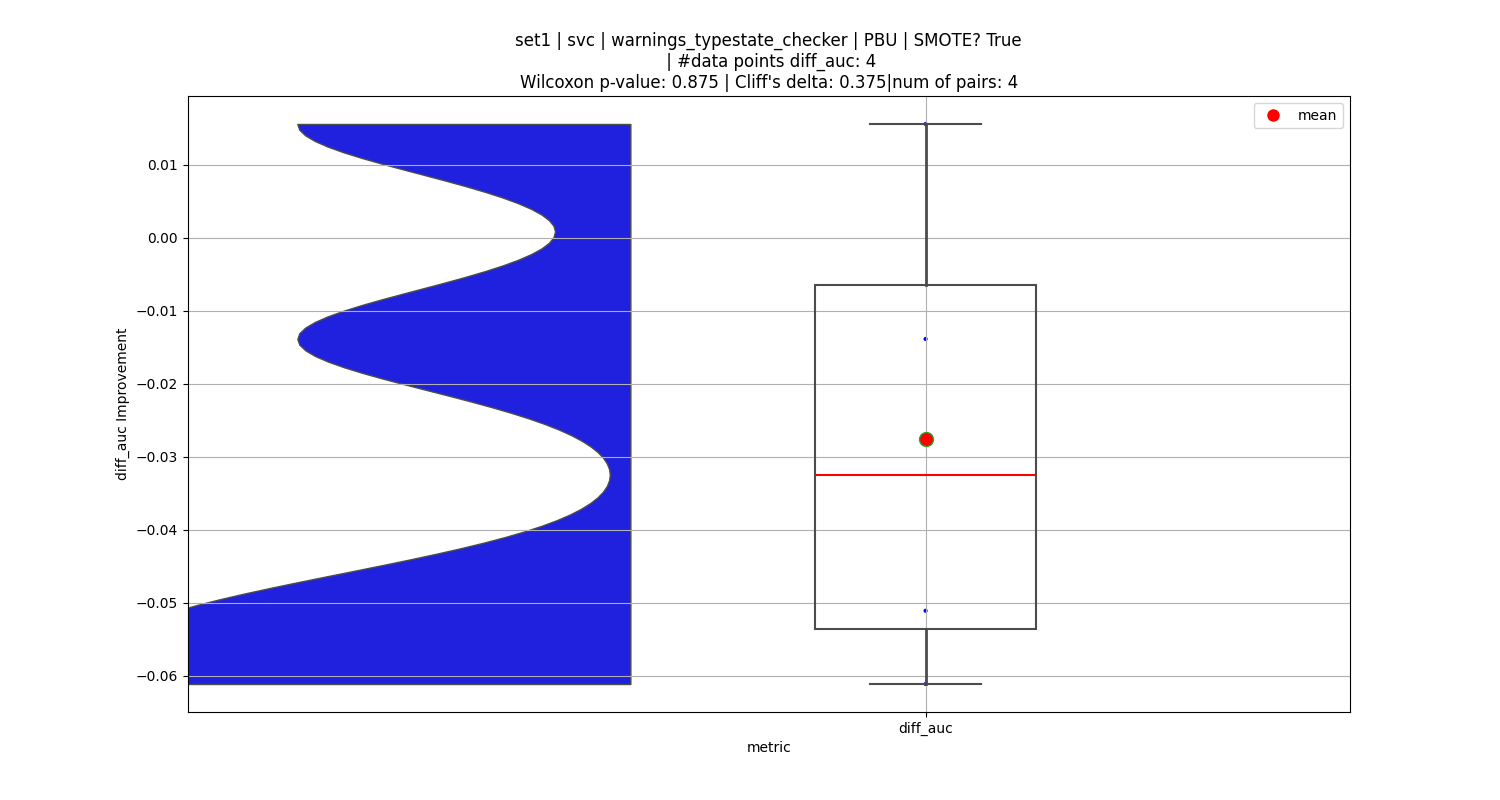 set1 | svc | warnings_typestate_checker | PBU | SMOTE? True
| #data points diff_auc: 4
Wilcoxon p-value: 0.875 | Cliff's delta: 0.375|num of pairs: 4
mean
0.01
0.00
−0.01
−0.02
−0.03
−0.04
−0.05
−0.06
diff_auc Improvement
diff_auc
metric